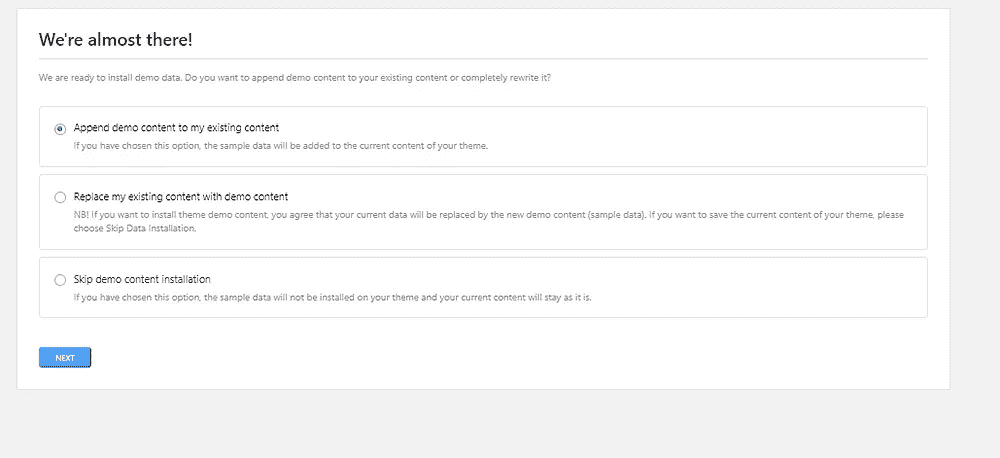 We're almost there!
We are ready to install demo data. Do you want to append demo content to your existing content or completely rewrite it?
Append demo content to my existing content
If you have chosen this option, the sample data will be added to the current content of your theme.
Replace my existing content with demo content
NB! If you want to install theme demo content, you agree that your current data will be replaced by the new demo content (sample data). If you want to save the current content of your theme, please
choose Skip Data Installation.
Skip demo content installation
If you have chosen this option, the sample data will not be installed on your theme and your current content will stay as it is.
NEXT